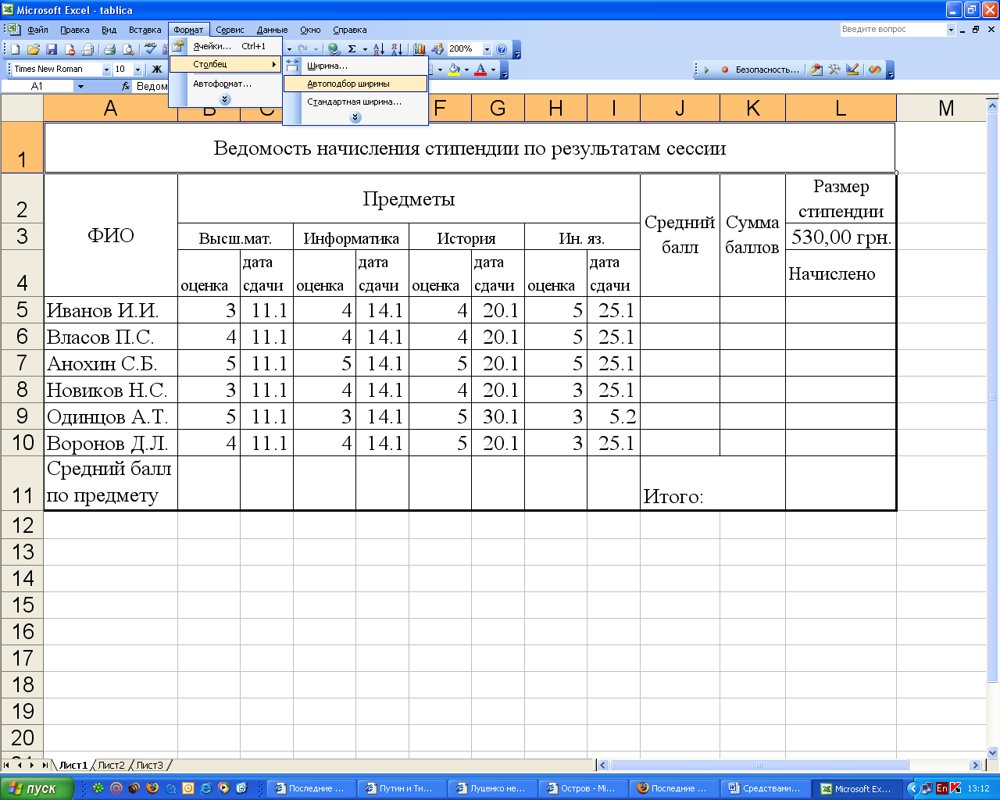 Microsoft Excel - tablica
Файл Правка Вид Вставка Формат Сервис Данные Окно Справка Введите вопрос
Ячейки... Ctrl+1
200%
Times New Roman 10 Ж
Столбец
Ширина...
Безопасность...
A1 fx Ведом
Автоформат...
Автоподбор ширины
Стандартная ширина...
A B C F G H I J K L M
1 Ведомость начисления стипендии по результатам сессии
2 ФИО Предметы Средний балл Сумма баллов Размер стипендии
3 Высш.мат. Информатика История Ин. яз. 530,00 грн.
4 оценка дата сдачи оценка дата сдачи оценка дата сдачи оценка дата сдачи Начислено
5 Иванов И.И. 3 11.1 4 14.1 4 20.1 5 25.1
6 Власов П.С. 4 11.1 4 14.1 4 20.1 5 25.1
7 Анохин С.Б. 5 11.1 5 14.1 5 20.1 5 25.1
8 Новиков Н.С. 3 11.1 4 14.1 4 20.1 3 25.1
9 Одинцов А.Т. 5 11.1 3 14.1 5 30.1 3 5.2
10 Воронов Д.Л. 4 11.1 4 14.1 5 20.1 3 25.1
11 Средний балл по предмету Итого:
12
13
14
15
16
17
18
19
20
Лист1 Лист2 Лист3
пуск Последние ... Путин и Ти... Луценко не... Остров - Mi... Последние ... Средствами... Microsoft Ex... En 13:12